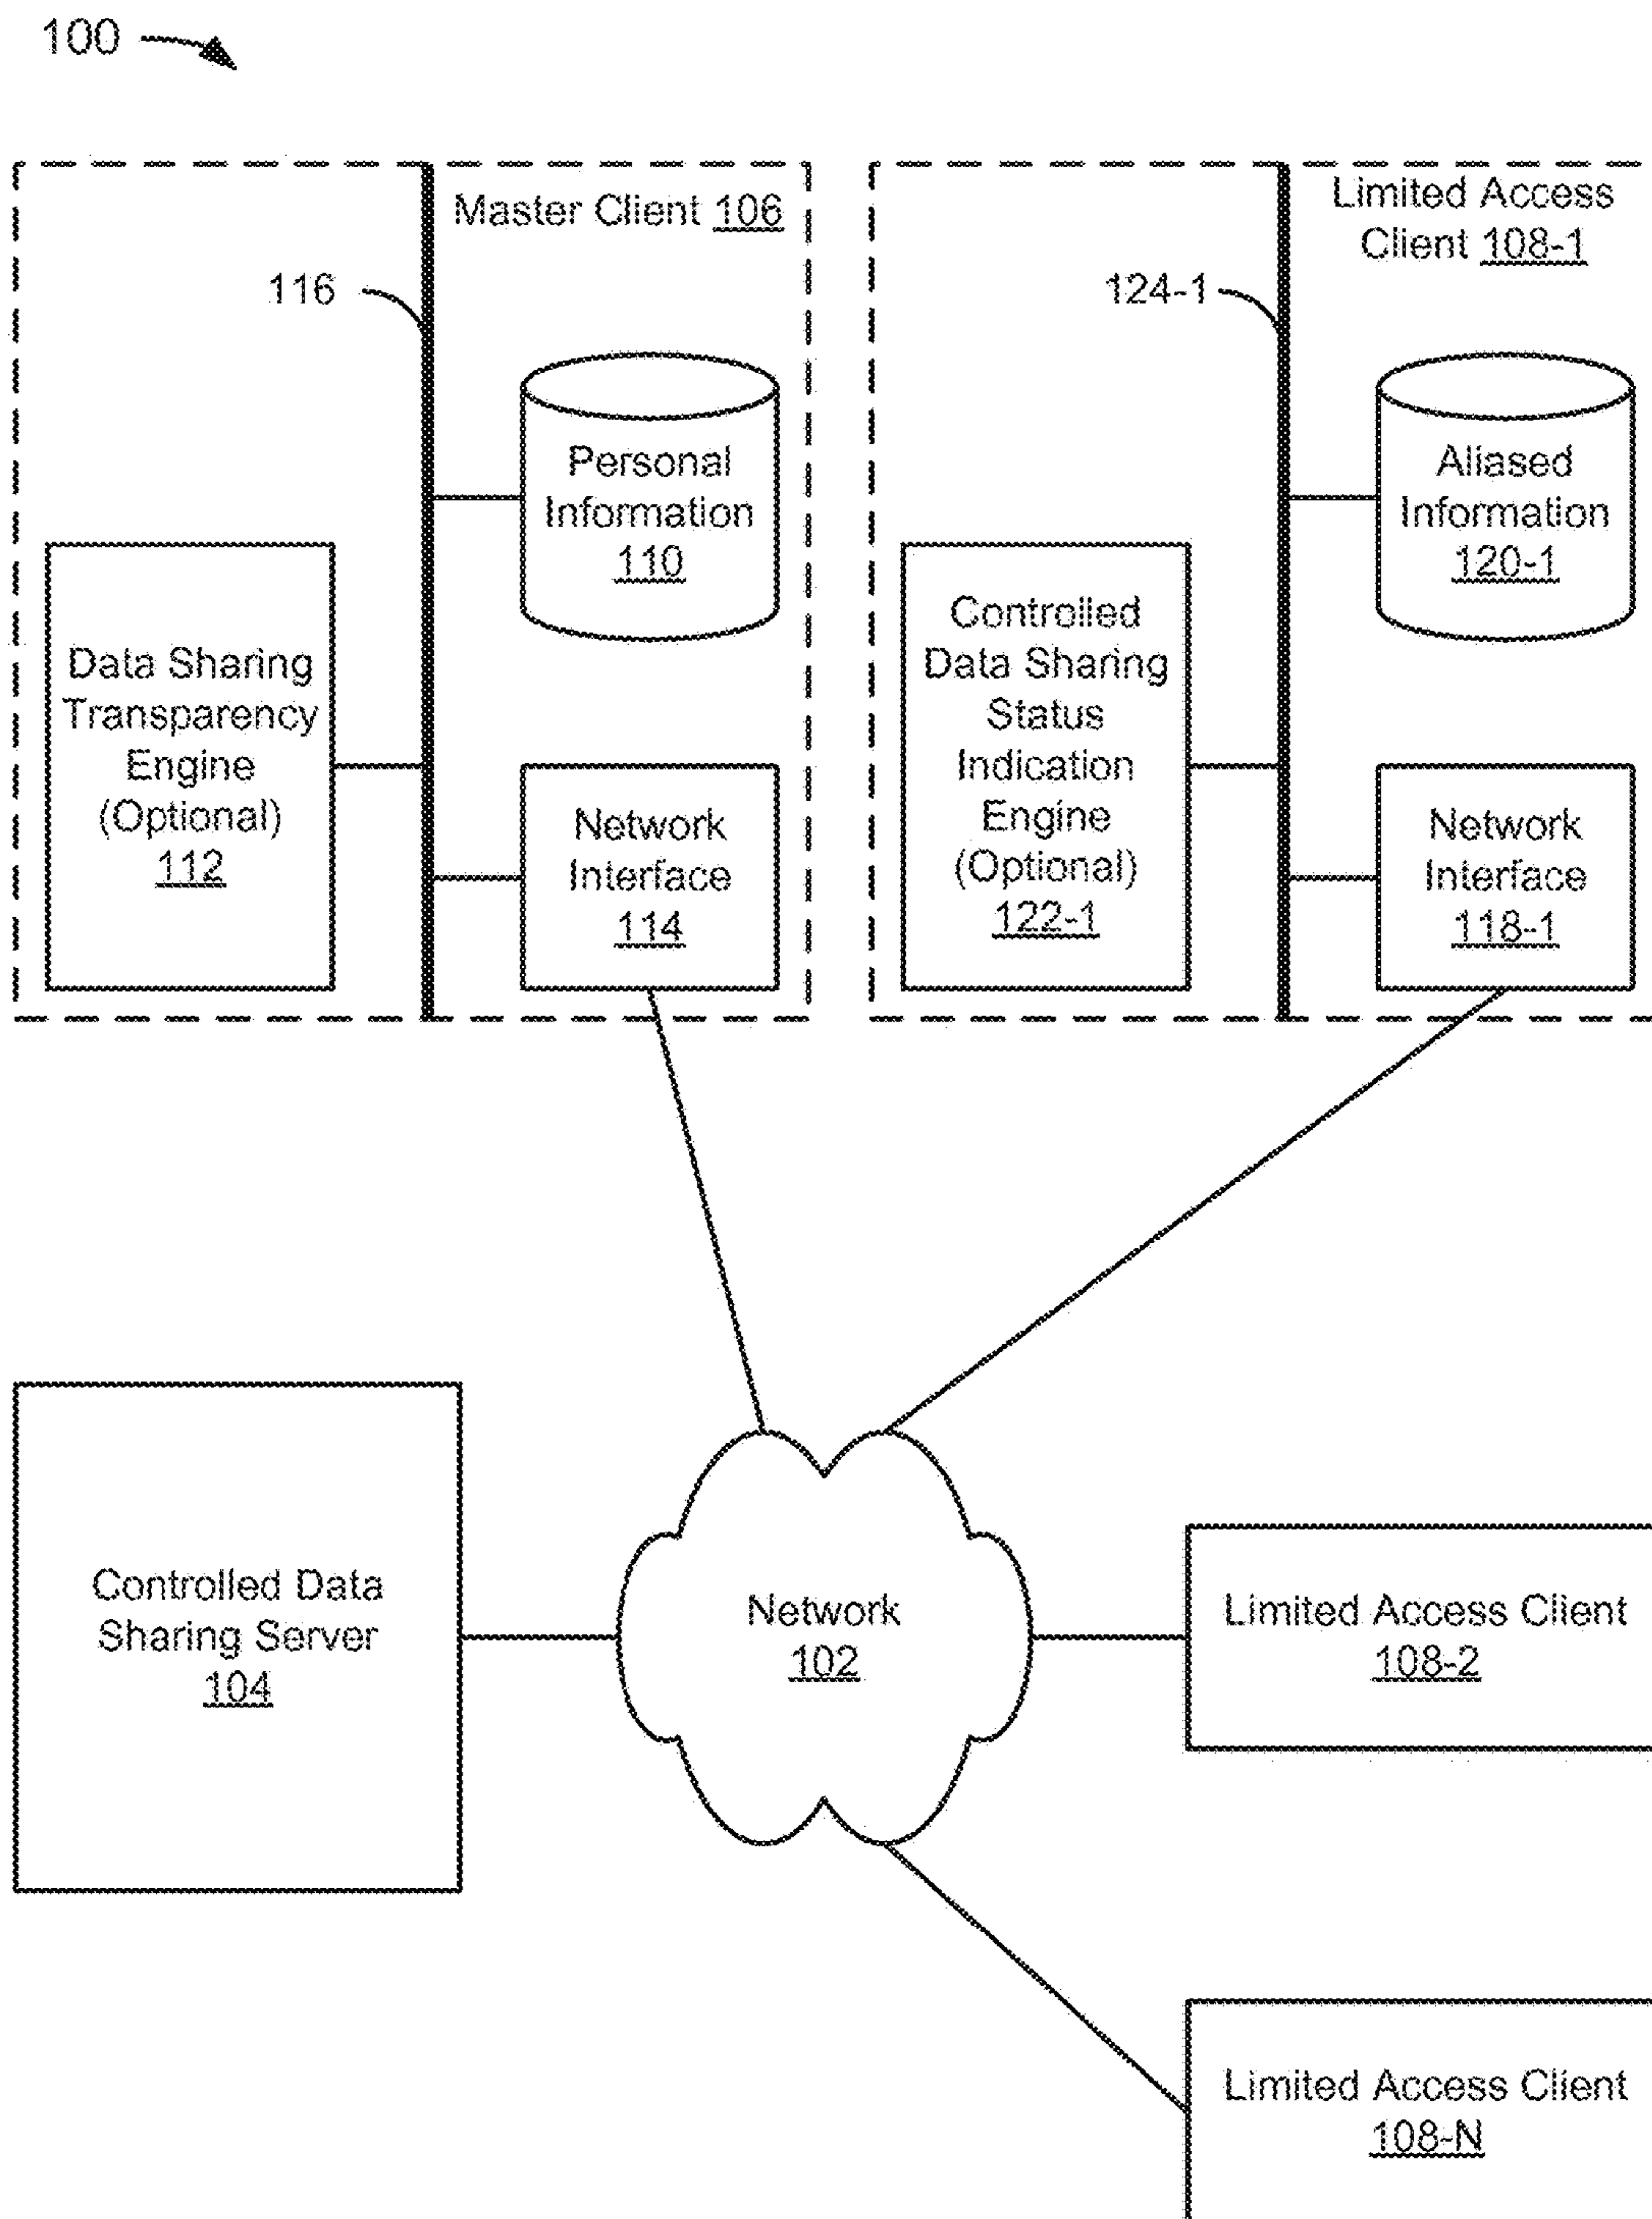 100
Master Client 106
116
Personal
Information
110
Data Sharing
Transparency
Engine
(Optional)
112
Network
Interface
114
Limited Access
Client 108-1
124-1
Aliased
Information
120-1
Controlled
Data Sharing
Status
Indication
Engine
(Optional)
122-1
Network
Interface
118-1
Controlled Data
Sharing Server
104
Network
102
Limited Access Client
108-2
Limited Access Client
108-N